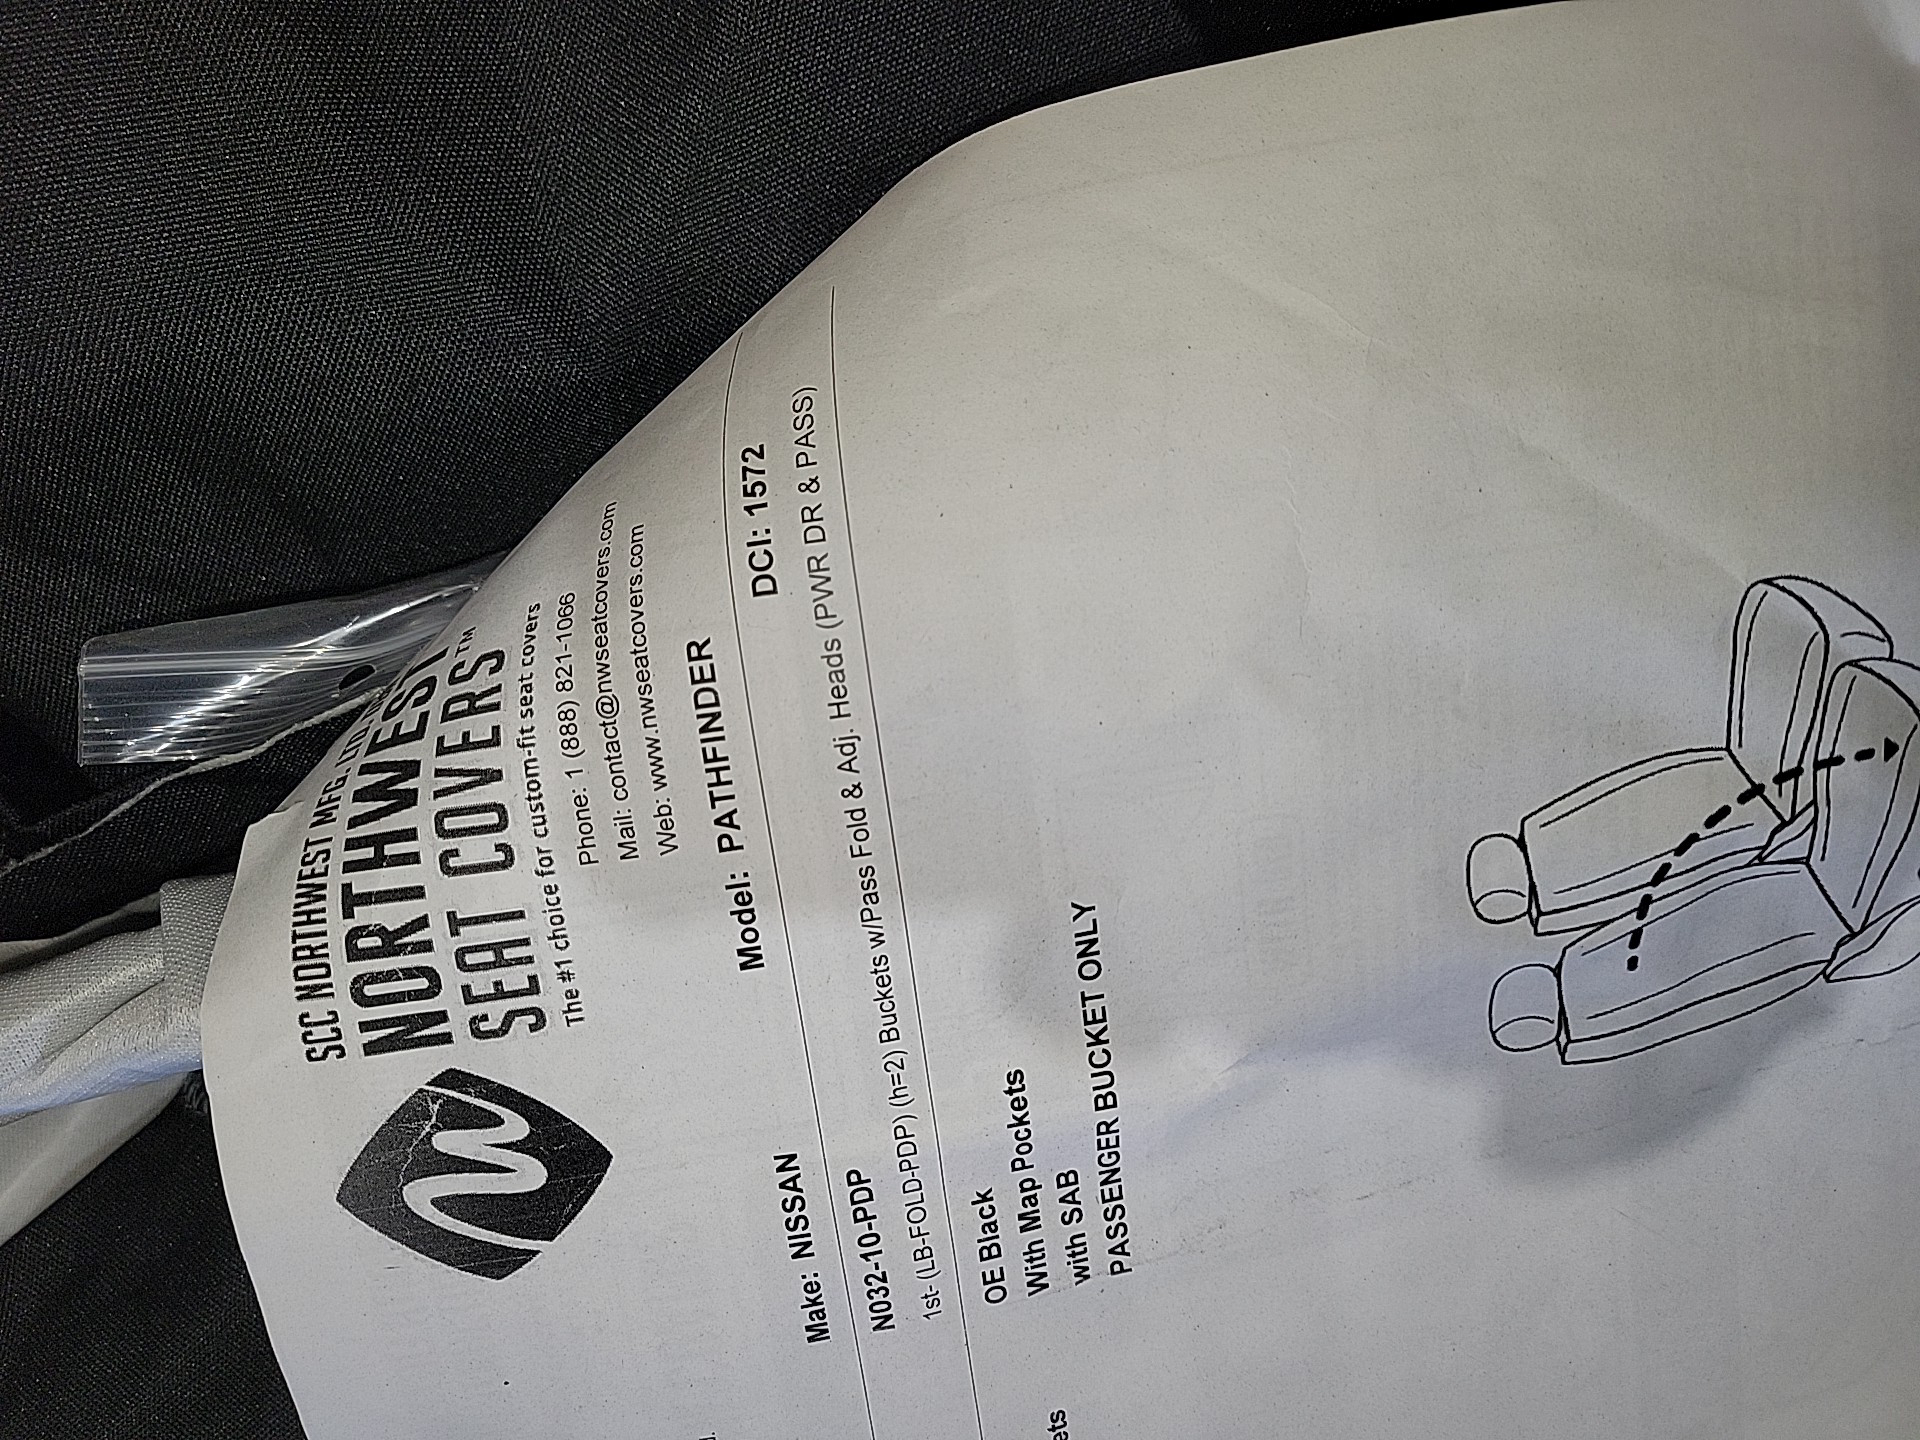 SCC NORTHWEST MFG. LTD.
NORTHWEST
SEAT COVERS™
The #1 choice for custom-fit seat covers
Phone: 1 (888) 821-1066
Mail: contact@nwseatcovers.com
Web: www.nwseatcovers.com
Make: NISSAN Model: PATHFINDER
N032-10-PDP DCI: 1572
1st- (LB-FOLD-PDP) (h=2) Buckets w/Pass Fold & Adj. Heads (PWR DR & PASS)
OE Black
With Map Pockets
with SAB
PASSENGER BUCKET ONLY